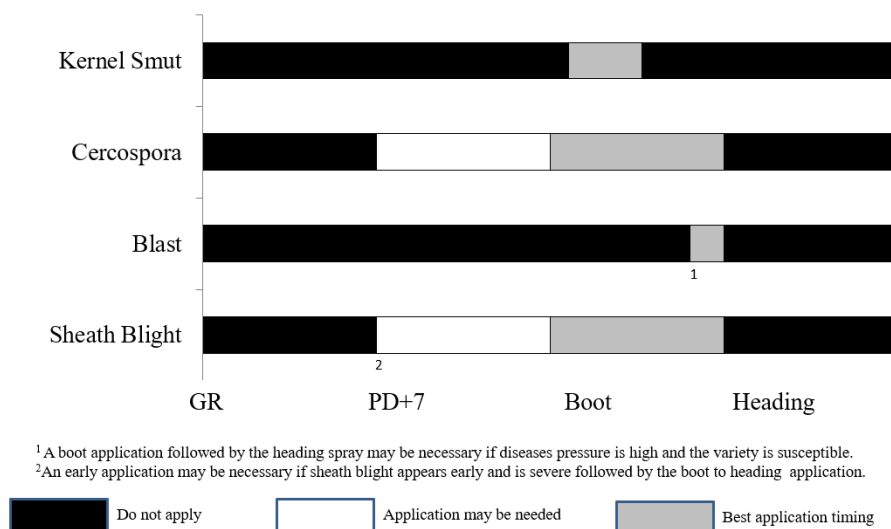 Kernel Smut
Cercospora
Blast
1
Sheath Blight
2
GR PD+7 Boot Heading
1 A boot application followed by the heading spray may be necessary if diseases pressure is high and the variety is susceptible.
2An early application may be necessary if sheath blight appears early and is severe followed by the boot to heading application.
Do not apply Application may be needed Best application timing